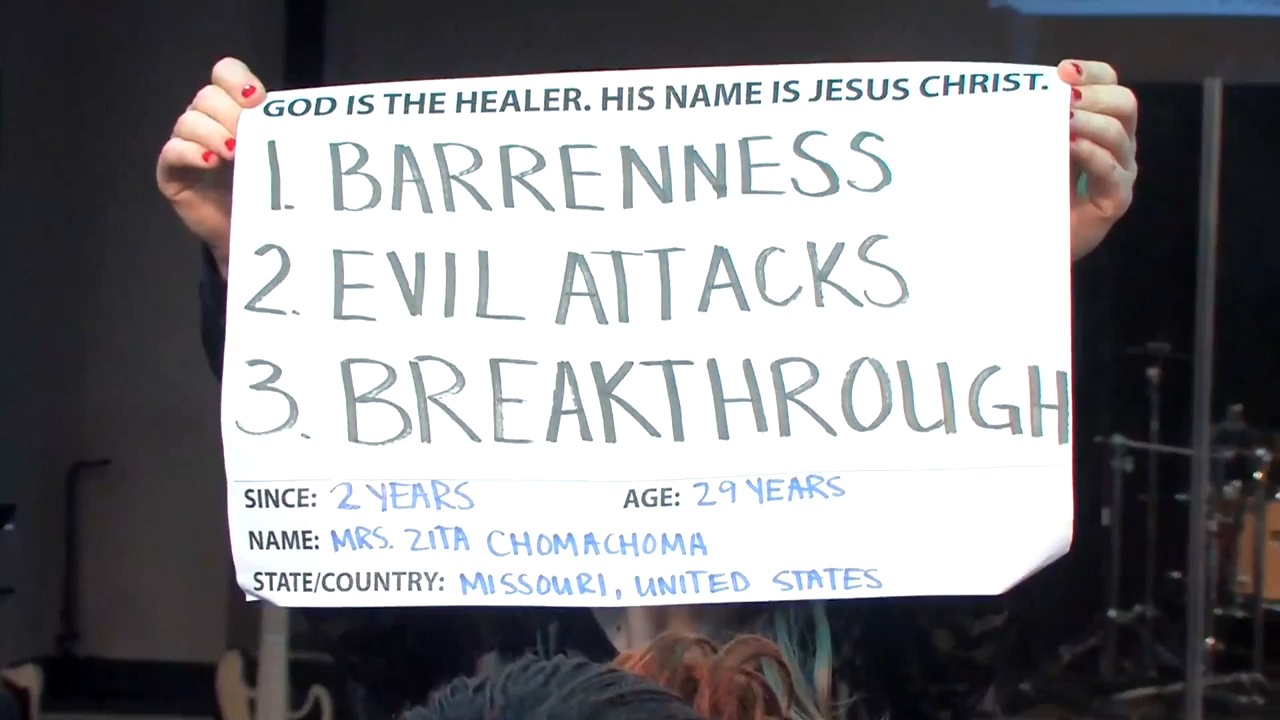 GOD IS THE HEALER. HIS NAME IS JESUS CHRIST.
1. BARRENNESS
2. EVIL ATTACKS
3. BREAKTHROUGH
SINCE: 2 YEARS AGE: 29 YEARS
NAME: MRS. ZITA CHOMACHOMA
STATE/COUNTRY: MISSOURI, UNITED STATES